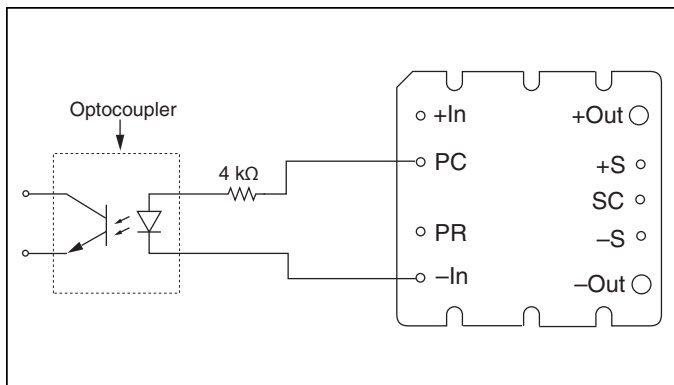 Optocoupler
4 kΩ
+In
PC
PR
–In
+Out
+S
SC
–S
–Out